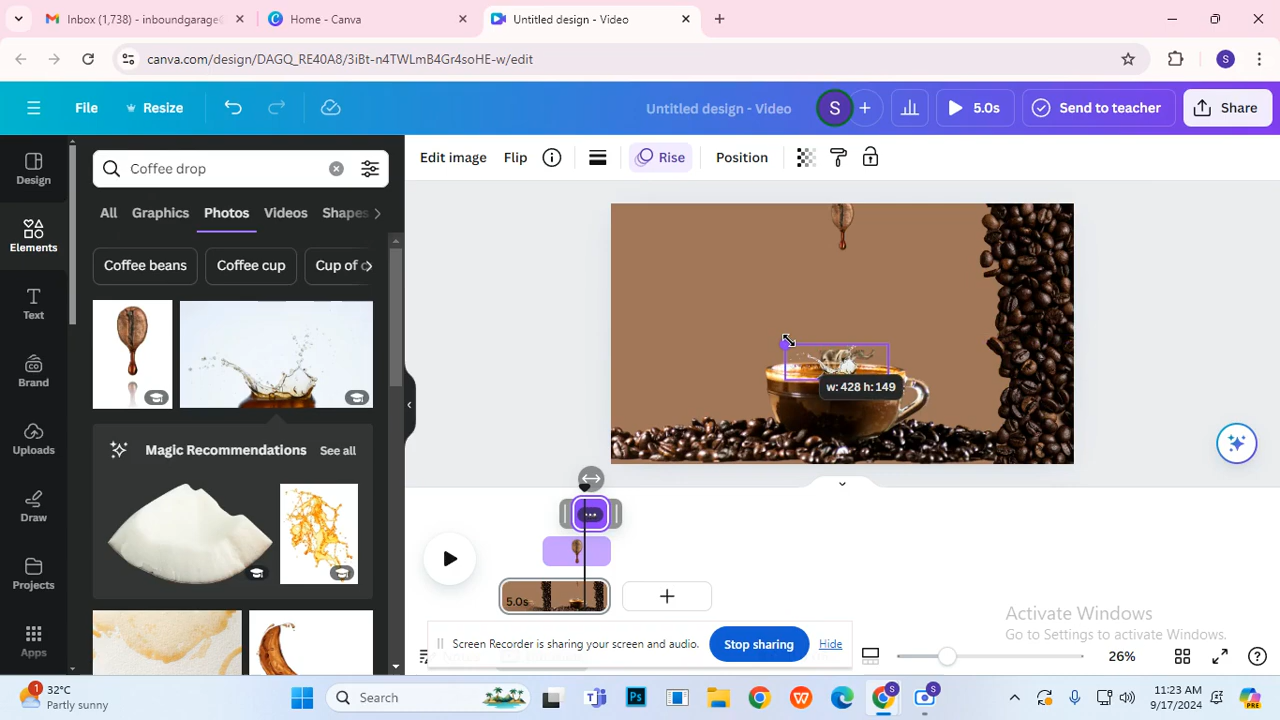 Inbox (1,738) - inboundgarage@
Home - Canva
Untitled design - Video
canva.com/design/DAGQ_RE40A8/3iBt-n4TWLmB4Gr4soHE-w/edit
S
File
Resize
Untitled design - Video
S
5.0s
Send to teacher
Share
Design
Elements
Text
Brand
Uploads
Draw
Projects
Apps
Coffee drop
All Graphics Photos Videos Shapes
Coffee beans Coffee cup Cup of
Magic Recommendations See all
Edit image Flip Rise Position
w: 428 h: 149
5.0s
Screen Recorder is sharing your screen and audio. Stop sharing Hide
Activate Windows
Go to Settings to activate Windows.
26%
1
32°C
Partly sunny
Search
Ps
W
S
S
11:23 AM
9/17/2024
PRE